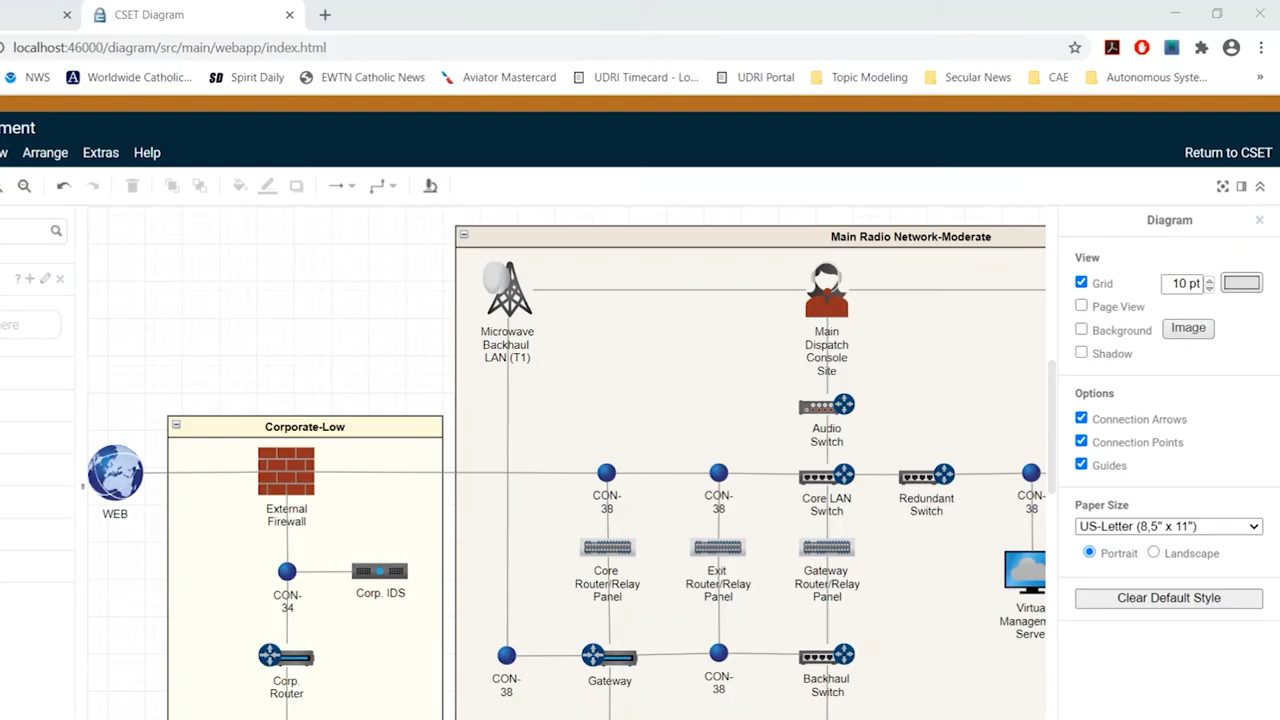 CSET Diagram
localhost:46000/diagram/src/main/webapp/index.html
NWS
Worldwide Catholic...
SD Spirit Daily
EWTN Catholic News
Aviator Mastercard
UDRI Timecard - Lo...
UDRI Portal
Topic Modeling
Secular News
CAE
Autonomous Syste...
»
ment
w Arrange Extras Help
Return to CSET
? 
ere
Main Radio Network-Moderate
Microwave
Backhaul
LAN (T1)
Main
Dispatch
Console
Site
Audio
Switch
Corporate-Low
WEB
External
Firewall
CON-
38
CON-
38
Core LAN
Switch
Redundant
Switch
CON-
38
Core
Router/Relay
Panel
Exit
Router/Relay
Panel
Gateway
Router/Relay
Panel
CON-
34
Corp. IDS
Virtua
Managem
Serve
Corp.
Router
CON-
38
Gateway
CON-
38
Backhaul
Switch
Diagram
View
Grid
10 pt
Page View
Background
Image
Shadow
Options
Connection Arrows
Connection Points
Guides
Paper Size
US-Letter (8,5" x 11")
Portrait Landscape
Clear Default Style